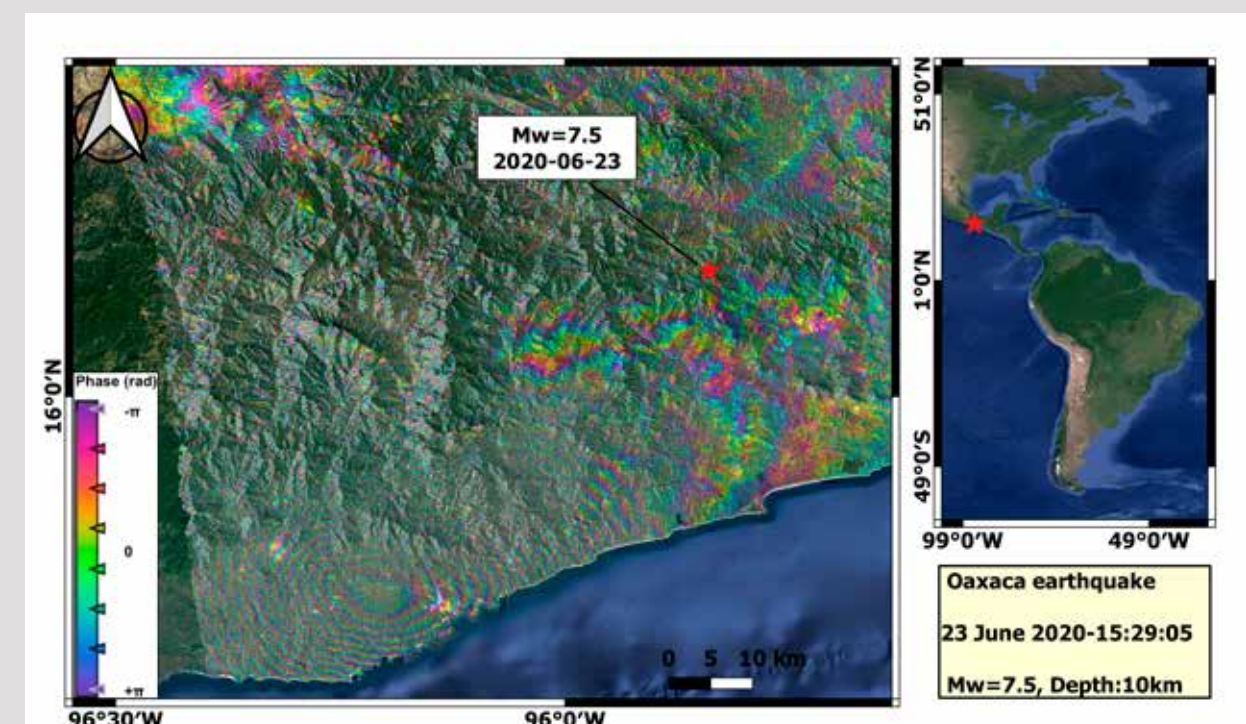 Mw=7.5
2020-06-23
16°0'N
Phase (rad)
-π
0
+π
0 5 10 km
96°30'W
96°0'W
51°0'N
1°0'N
49°0'S
99°0'W
49°0'W
Oaxaca earthquake
23 June 2020-15:29:05
Mw=7.5, Depth:10km